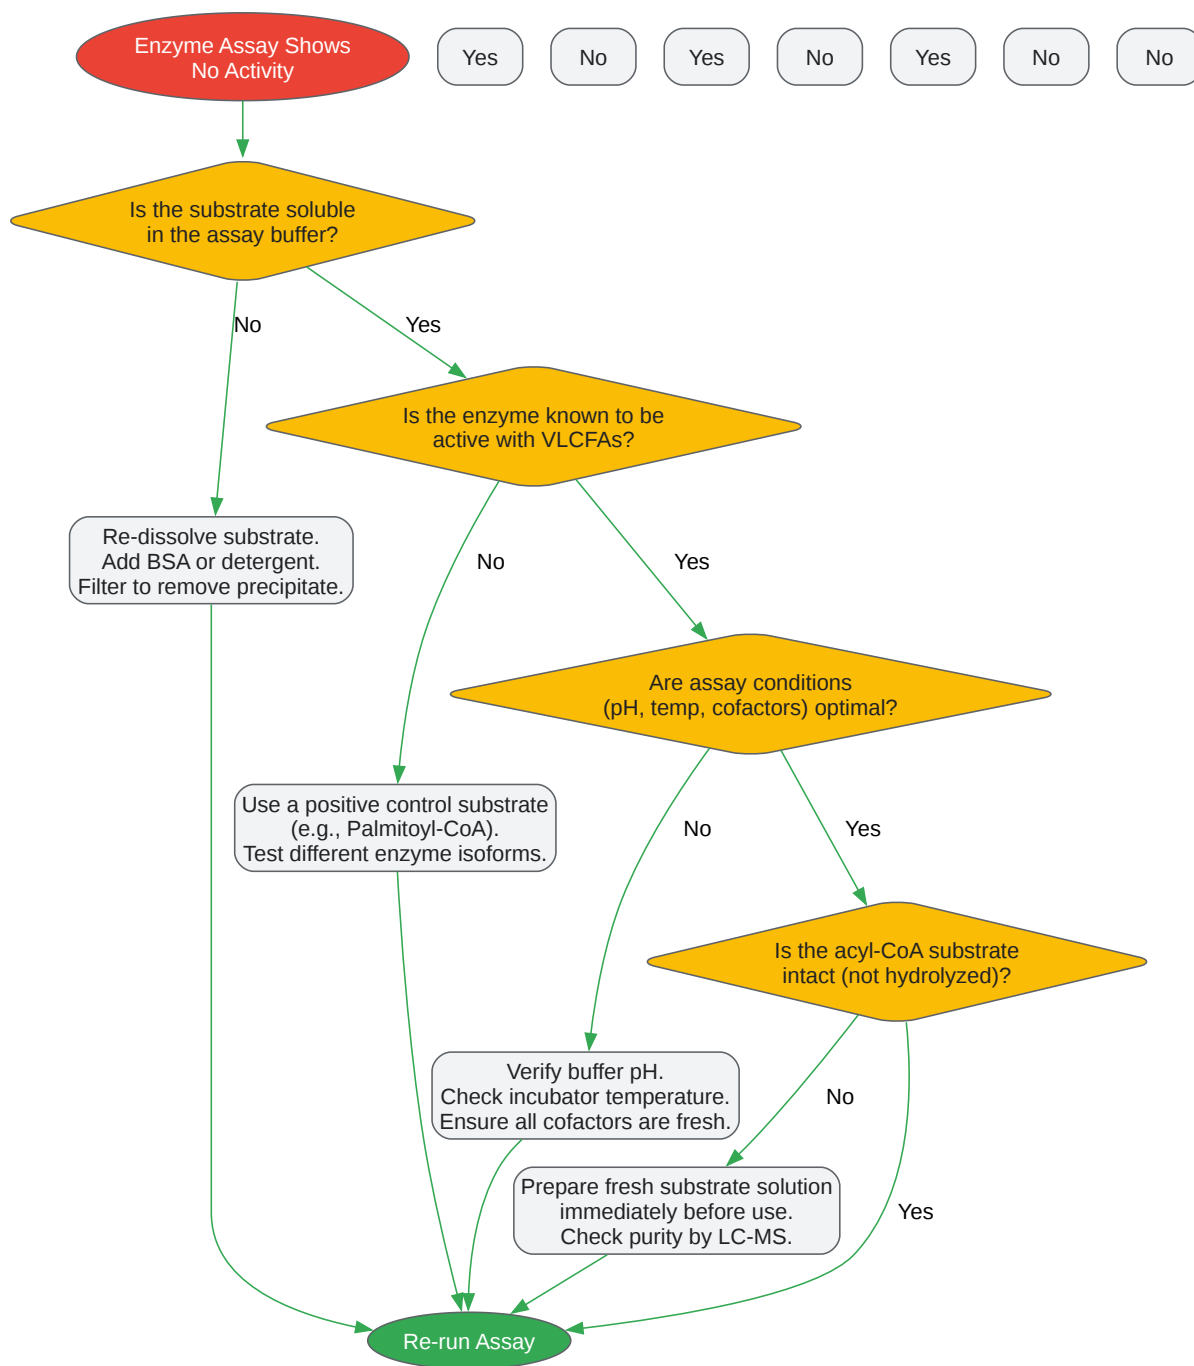 Enzyme Assay Shows
No Activity
Yes
No
Yes
No
Yes
No
No
Is the substrate soluble
in the assay buffer?
No
Yes
Is the enzyme known to be
active with VLCFAs?
Re-dissolve substrate.
Add BSA or detergent.
Filter to remove precipitate.
No
Yes
Are assay conditions
(pH, temp, cofactors) optimal?
Use a positive control substrate
(e.g., Palmitoyl-CoA).
Test different enzyme isoforms.
No
Yes
Is the acyl-CoA substrate
intact (not hydrolyzed)?
Verify buffer pH.
Check incubator temperature.
Ensure all cofactors are fresh.
No
Prepare fresh substrate solution
immediately before use.
Check purity by LC-MS.
Yes
Re-run Assay